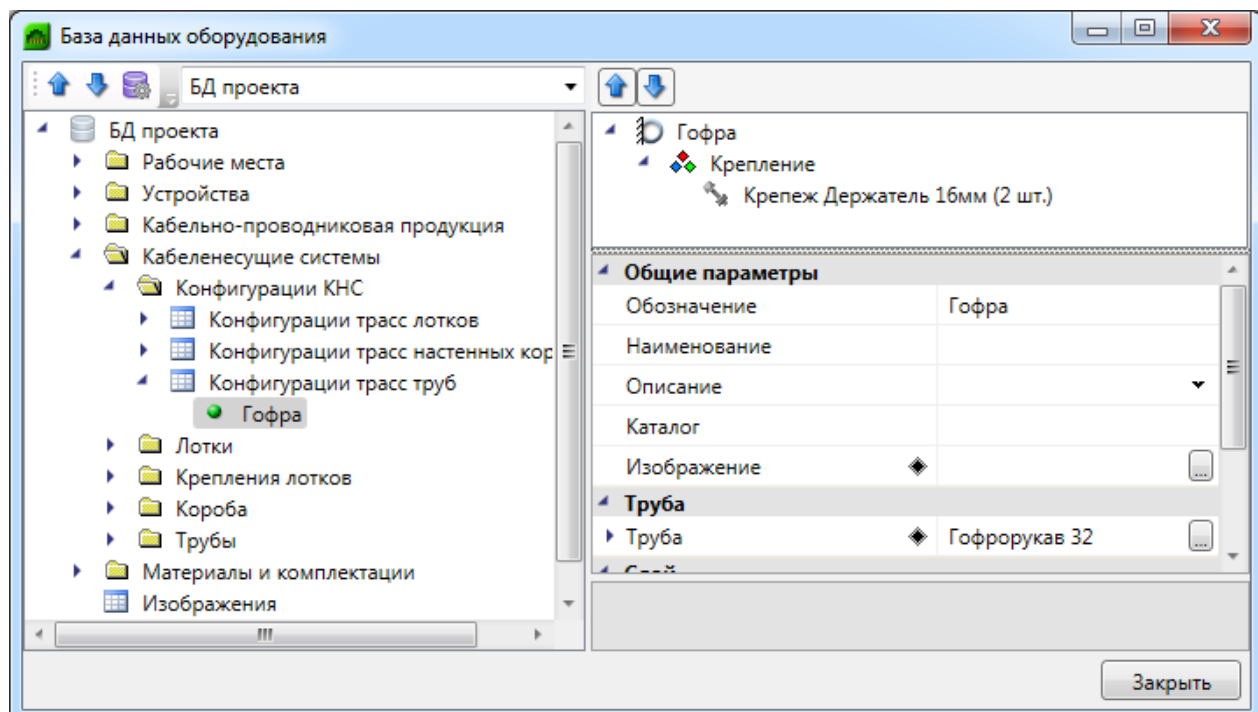 База данных оборудования
БД проекта
БД проекта
Рабочие места
Устройства
Кабельно-проводниковая продукция
Кабеленесущие системы
Конфигурации КНС
Конфигурации трасс лотков
Конфигурации трасс настенных кор
Конфигурации трасс труб
Гофра
Лотки
Крепления лотков
Короба
Трубы
Материалы и комплектации
Изображения
Гофра
Крепление
Крепеж Держатель 16мм (2 шт.)
Общие параметры
Обозначение Гофра
Наименование
Описание
Каталог
Изображение ...
Труба
Труба Гофрорукав 32 ...
Закрыть